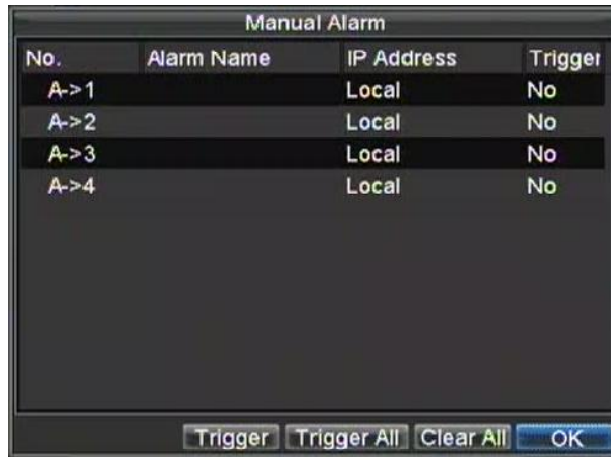 Manual Alarm
No. Alarm Name IP Address Trigger
A->1 Local No
A->2 Local No
A->3 Local No
A->4 Local No
Trigger Trigger All Clear All OK